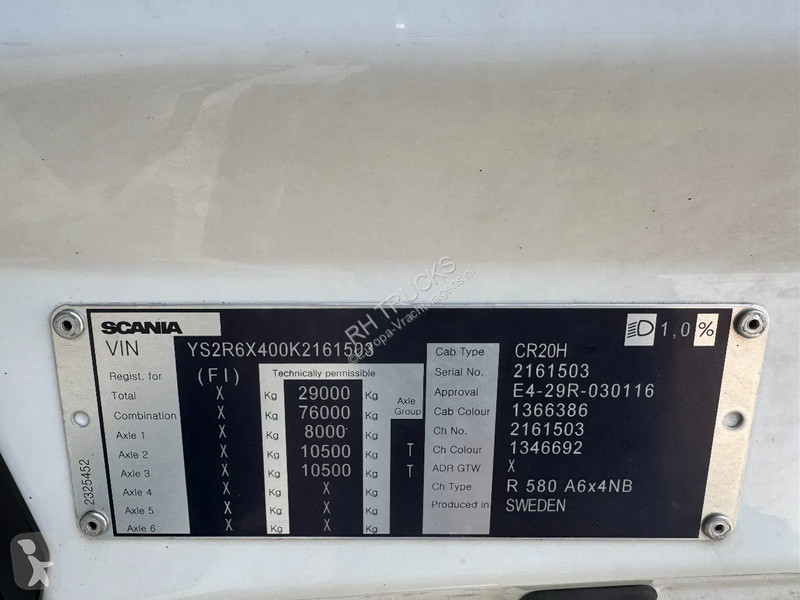 SCANIA
1,0 %
VIN YS2R6X400K2161503
Regist. for (FI) Technically permissible
Total X Kg 29000 Kg Axle Group
Combination X Kg 76000 Kg
Axle 1 X Kg 8000 Kg
Axle 2 X Kg 10500 Kg T
Axle 3 X Kg 10500 Kg T
Axle 4 X Kg X Kg
Axle 5 X Kg X Kg
Axle 6 X Kg X Kg
Cab Type CR20H
Serial No. 2161503
Approval E4-29R-030116
Cab Colour 1366386
Ch No. 2161503
Ch Colour 1346692
ADR GTW X
Ch Type R 580 A6x4NB
Produced in SWEDEN
2325452
RH TRUCKS
©Europa-Vrachtwagens.nl